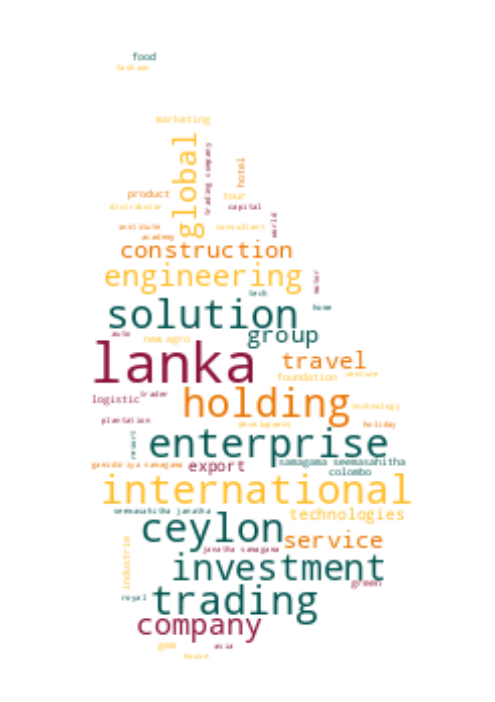 food
fashion
marketing
global
trading company
hotel
product
tour
distributor
capital
world
institute
consultant
academy
construction
engineering
motor
tech
solution
home
auto
group
new agro
lanka
travel
foundation
venture
logistic
trader
holding
technology
plantation
development
holiday
resort
enterprise
gamidiriya samagama
export
samagama seemasahitha
colombo
international
seemasahitha janatha
technologies
ceylon
service
janatha samagama
industrie
investment
green
royal
trading
company
gem
asia
house